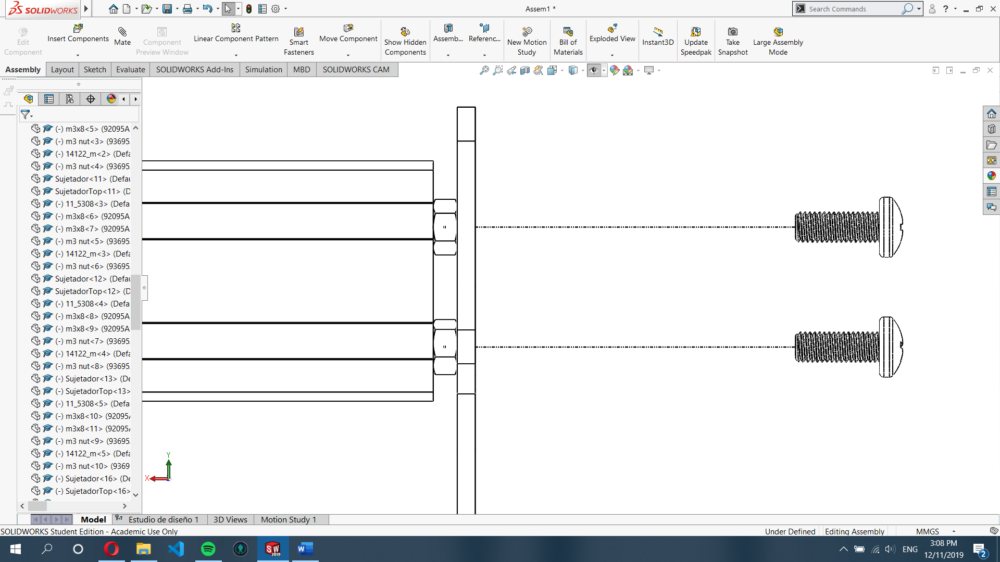 SOLIDWORKS
Assem1 *
Search Commands
Edit Component
Insert Components
Mate
Component Preview Window
Linear Component Pattern
Smart Fasteners
Move Component
Show Hidden Components
Assemb...
Referenc...
New Motion Study
Bill of Materials
Exploded View
Instant3D
Update Speedpak
Take Snapshot
Large Assembly Mode
Assembly
Layout
Sketch
Evaluate
SOLIDWORKS Add-Ins
Simulation
MBD
SOLIDWORKS CAM
(-) m3x8<5> (92095A
(-) m3 nut<3> (93695.
(-) 14122_m<2> (Defa
(-) m3 nut<4> (93695.
Sujetador<11> (Defau
SujetadorTop<11> (D
(-) 11_5308<3> (Defa
(-) m3x8<6> (92095A
(-) m3x8<7> (92095A
(-) m3 nut<5> (93695.
(-) 14122_m<3> (Defa
(-) m3 nut<6> (93695.
Sujetador<12> (Defau
SujetadorTop<12> (D
(-) 11_5308<4> (Defa
(-) m3x8<8> (92095A
(-) m3x8<9> (92095A
(-) m3 nut<7> (93695.
(-) 14122_m<4> (Defa
(-) m3 nut<8> (93695.
(-) Sujetador<13> (De
(-) SujetadorTop<13>
(-) 11_5308<5> (Defa
(-) m3x8<10> (92095A
(-) m3x8<11> (92095A
(-) m3 nut<9> (93695.
(-) 14122_m<5> (Defa
(-) m3 nut<10> (9369
(-) Sujetador<16> (De
(-) SujetadorTop<16>
Y
X
Model
Estudio de diseño 1
3D Views
Motion Study 1
SOLIDWORKS Student Edition - Academic Use Only
Under Defined
Editing Assembly
MMGS
SW 2019
W
ENG
3:08 PM
12/11/2019
2